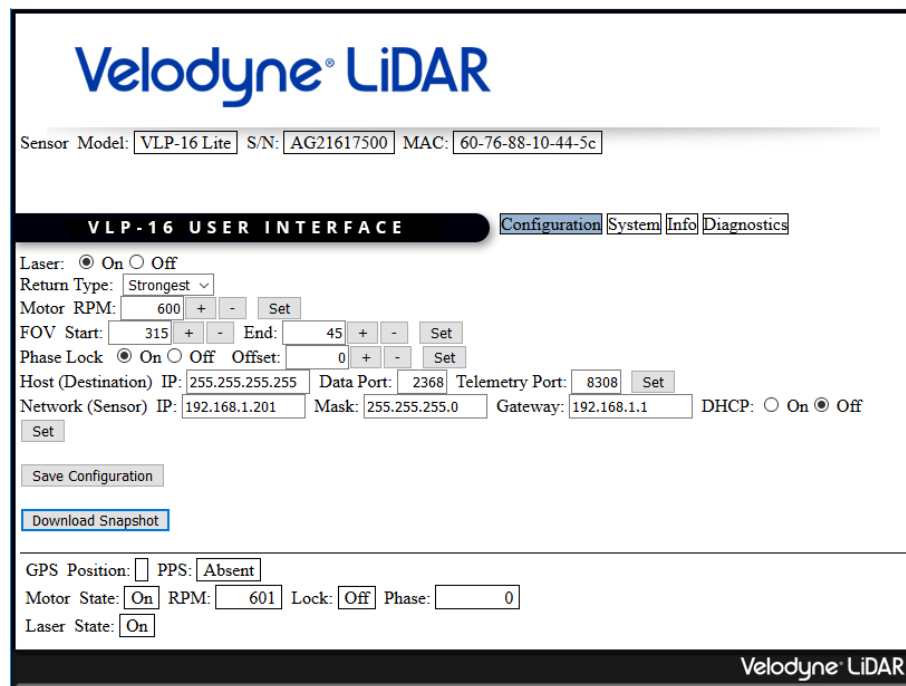 Velodyne® LiDAR
Sensor Model: VLP-16 Lite S/N: AG21617500 MAC: 60-76-88-10-44-5c
VLP-16 USER INTERFACE Configuration System Info Diagnostics
Laser: On Off
Return Type: Strongest
Motor RPM: 600 + - Set
FOV Start: 315 + - End: 45 + - Set
Phase Lock On Off Offset: 0 + - Set
Host (Destination) IP: 255.255.255.255 Data Port: 2368 Telemetry Port: 8308 Set
Network (Sensor) IP: 192.168.1.201 Mask: 255.255.255.0 Gateway: 192.168.1.1 DHCP: On Off
Set
Save Configuration
Download Snapshot
GPS Position: PPS: Absent
Motor State: On RPM: 601 Lock: Off Phase: 0
Laser State: On
Velodyne® LiDAR